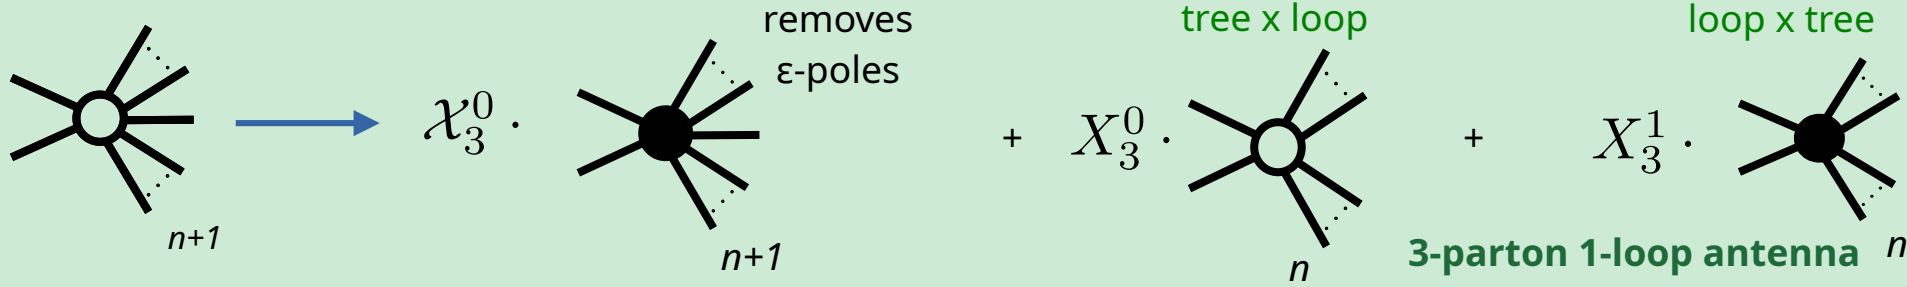 removes
ε-poles
tree x loop
loop x tree
𝒳₃⁰ ·
+ X₃⁰ ·
+ X₃¹ ·
n+1
n+1
n
3-parton 1-loop antenna
n